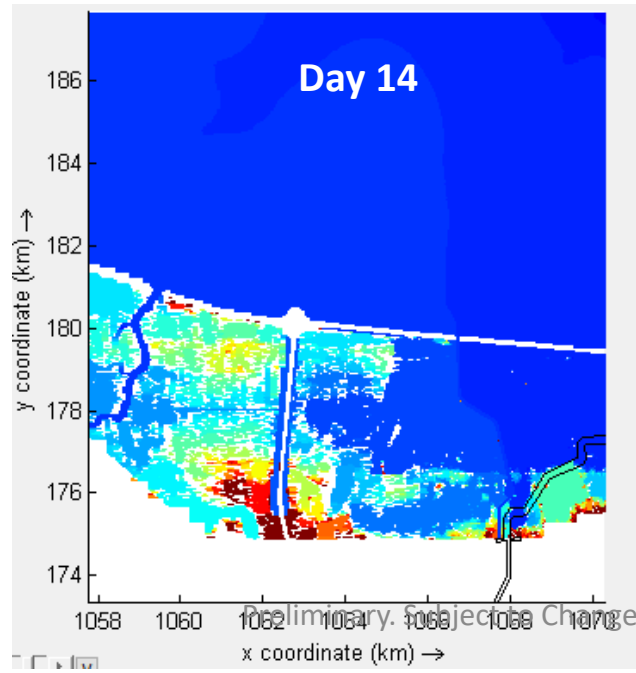 Day 14
186
184
182
180
178
176
174
y coordinate (km) →
1058 1060 1062 1064 1066 1068 1070
Preliminary. Subject to Change
x coordinate (km) →